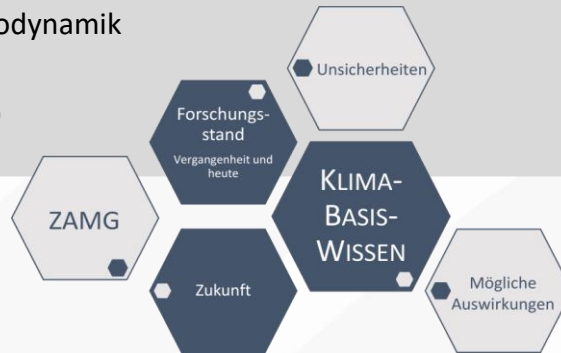 odynamik
Unsicherheiten
Forschungs-
stand
Vergangenheit und
heute
KLIMA-
BASIS-
WISSEN
ZAMG
Zukunft
Mögliche
Auswirkungen